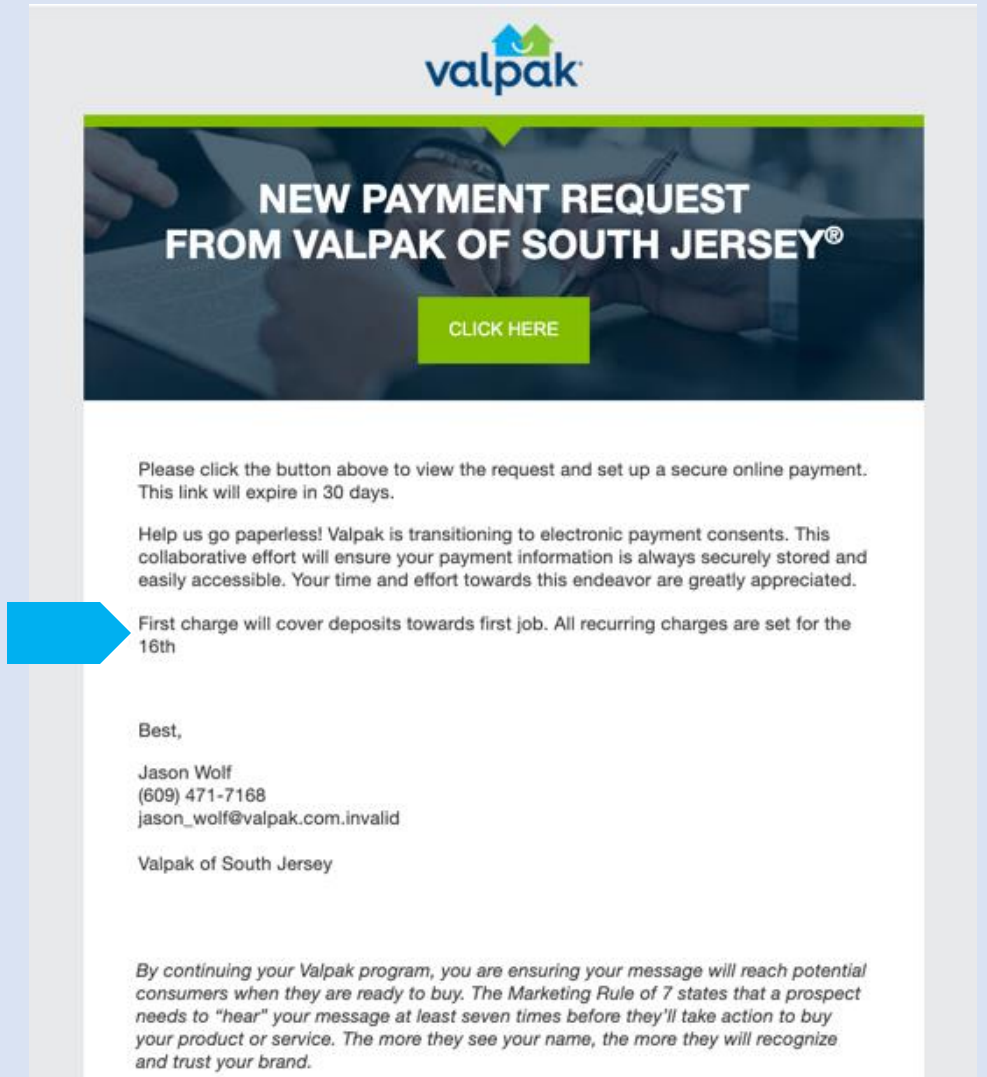 valpak
NEW PAYMENT REQUEST
FROM VALPAK OF SOUTH JERSEY®
CLICK HERE
Please click the button above to view the request and set up a secure online payment.
This link will expire in 30 days.
Help us go paperless! Valpak is transitioning to electronic payment consents. This
collaborative effort will ensure your payment information is always securely stored and
easily accessible. Your time and effort towards this endeavor are greatly appreciated.
First charge will cover deposits towards first job. All recurring charges are set for the
16th
Best,
Jason Wolf
(609) 471-7168
jason_wolf@valpak.com.invalid
Valpak of South Jersey
By continuing your Valpak program, you are ensuring your message will reach potential
consumers when they are ready to buy. The Marketing Rule of 7 states that a prospect
needs to “hear” your message at least seven times before they’ll take action to buy
your product or service. The more they see your name, the more they will recognize
and trust your brand.